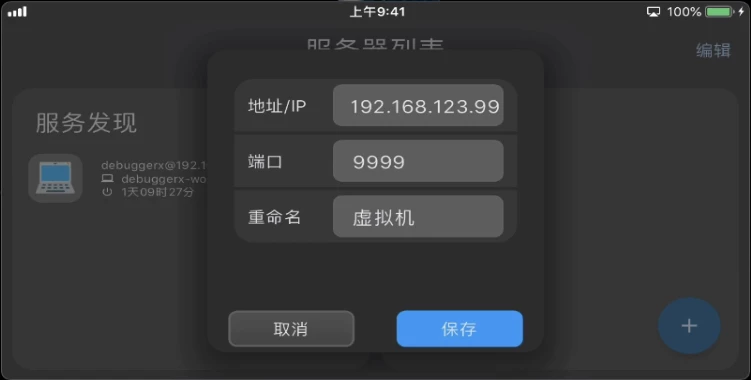 上午9:41
100%
服务器列表
编辑
服务发现
debuggerx@192.1
debuggerx-wo
1天09时27分
地址/IP
192.168.123.99
端口
9999
重命名
虚拟机
取消
保存
+